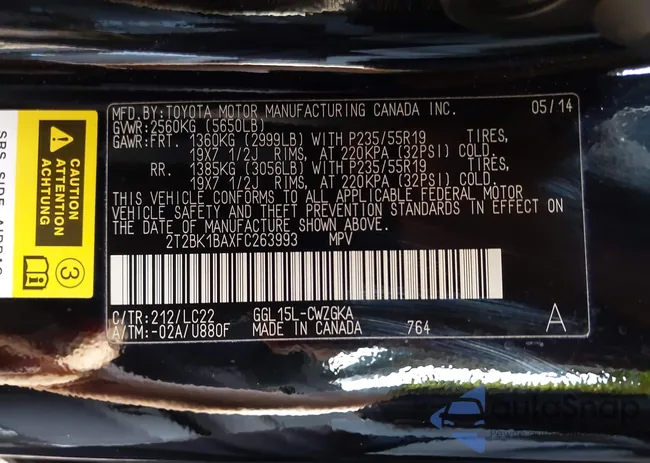 MFD.BY:TOYOTA MOTOR MANUFACTURING CANADA INC. 05/14
GVWR:2560KG (5650LB)
GAWR:FRT. 1360KG (2999LB) WITH P235/55R19 TIRES,
19X7 1/2J RIMS, AT 220KPA (32PSI) COLD.
RR. 1385KG (3056LB) WITH P235/55R19 TIRES,
19X7 1/2J RIMS, AT 220KPA (32PSI) COLD.
THIS VEHICLE CONFORMS TO ALL APPLICABLE FEDERAL MOTOR
VEHICLE SAFETY AND THEFT PREVENTION STANDARDS IN EFFECT ON
THE DATE OF MANUFACTURE SHOWN ABOVE.
2T2BK1BAXFC263993 MPV
C/TR:212/LC22 GGL15L-CWZGKA
A/TM:-02A/U880F MADE IN CANADA 764
A
CAUTION
ATTENTION
ACHTUNG
3
SRS SIDE AIRBAG
autoSnap